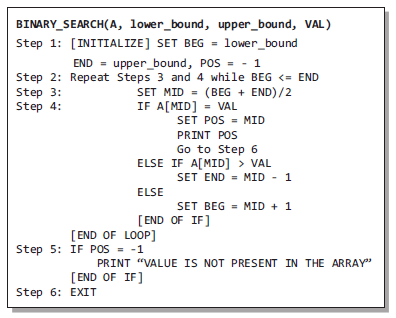 BINARY_SEARCH(A, lower_bound, upper_bound, VAL)
Step 1: [INITIALIZE] SET BEG = lower_bound
END = upper_bound, POS = - 1
Step 2: Repeat Steps 3 and 4 while BEG <= END
Step 3: SET MID = (BEG + END)/2
Step 4: IF A[MID] = VAL
SET POS = MID
PRINT POS
Go to Step 6
ELSE IF A[MID] > VAL
SET END = MID - 1
ELSE
SET BEG = MID + 1
[END OF IF]
[END OF LOOP]
Step 5: IF POS = -1
PRINT “VALUE IS NOT PRESENT IN THE ARRAY”
[END OF IF]
Step 6: EXIT